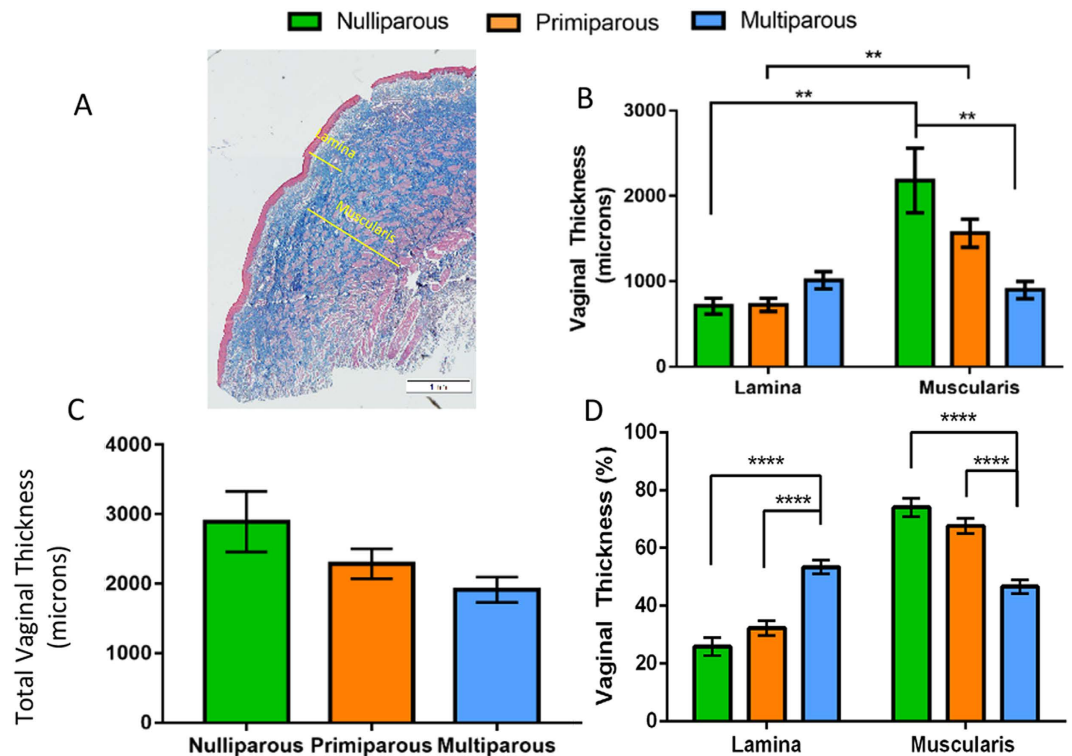 Nulliparous Primiparous Multiparous
A
Lamina
Muscularis
B
**
**
**
Vaginal Thickness
(microns)
3000
2000
1000
0
Lamina Muscularis
C
Total Vaginal Thickness
(microns)
4000
3000
2000
1000
0
Nulliparous Primiparous Multiparous
D
****
****
****
****
Vaginal Thickness (%)
100
80
60
40
20
0
Lamina Muscularis